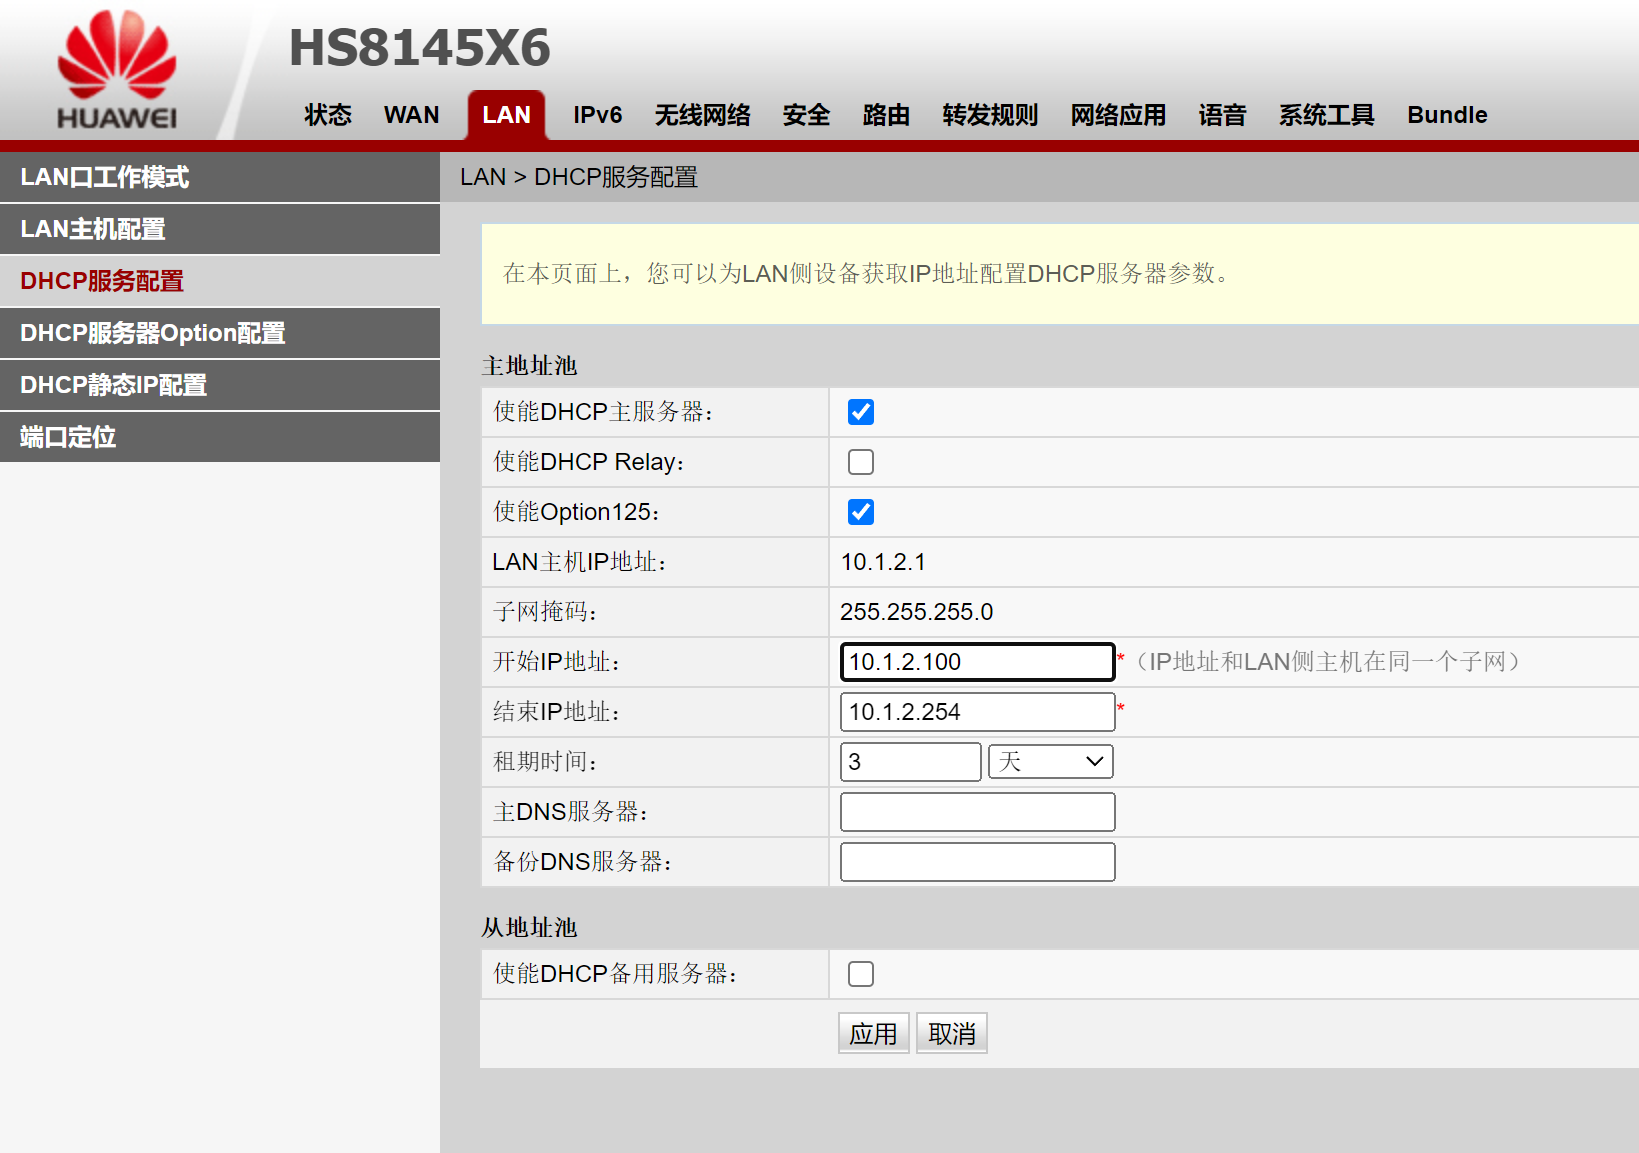 HUAWEI
HS8145X6
状态 WAN LAN IPv6 无线网络 安全 路由 转发规则 网络应用 语音 系统工具 Bundle
LAN口工作模式
LAN主机配置
DHCP服务配置
DHCP服务器Option配置
DHCP静态IP配置
端口定位
LAN > DHCP服务配置
在本页面上，您可以为LAN侧设备获取IP地址配置DHCP服务器参数。
主地址池
使能DHCP主服务器：
使能DHCP Relay：
使能Option125：
LAN主机IP地址： 10.1.2.1
子网掩码： 255.255.255.0
开始IP地址： 10.1.2.100 *（IP地址和LAN侧主机在同一个子网）
结束IP地址： 10.1.2.254 *
租期时间： 3 天
主DNS服务器：
备份DNS服务器：
从地址池
使能DHCP备用服务器：
应用 取消